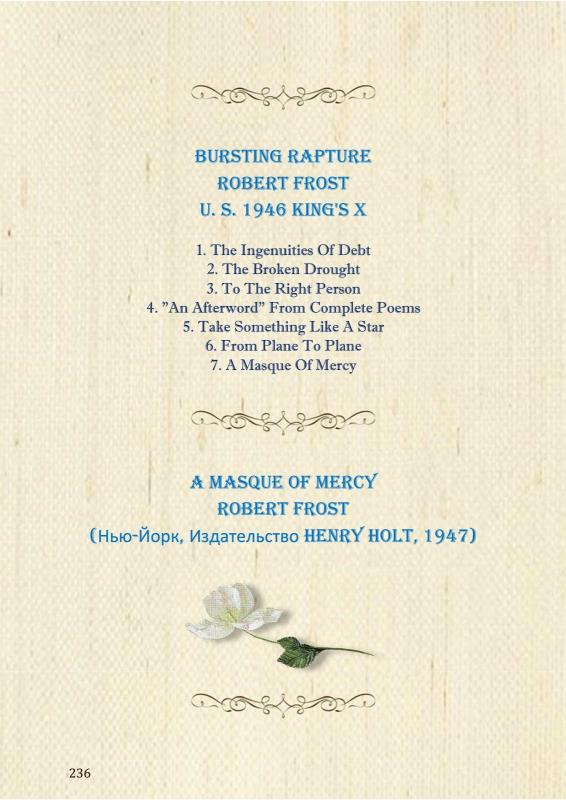 BURSTING RAPTURE
ROBERT FROST
U. S. 1946 KING'S X
1. The Ingenuities Of Debt
2. The Broken Drought
3. To The Right Person
4. ”An Afterword” From Complete Poems
5. Take Something Like A Star
6. From Plane To Plane
7. A Masque Of Mercy
A MASQUE OF MERCY
ROBERT FROST
(Нью-Йорк, Издательство HENRY HOLT, 1947)
236